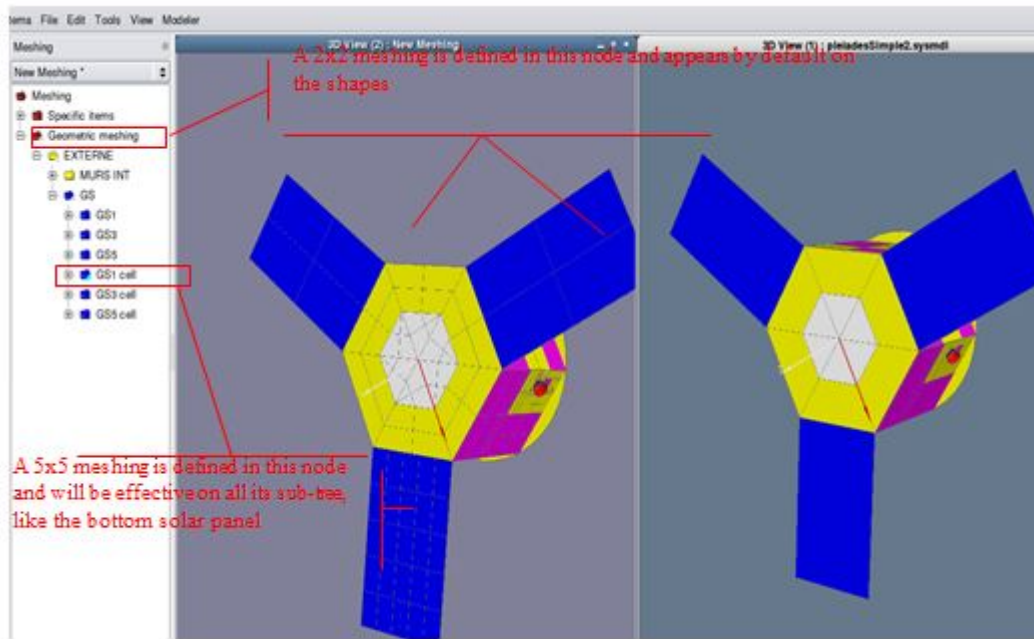 tems File Edit Tools View Modeler
Meshing
New Meshing *
Meshing
Specific items
Geometric meshing
EXTERNE
MURS INT
GS
GS1
GS3
GS5
GS1 cell
GS3 cell
GS5 cell
3D View (2) : New Meshing
3D View (1) : pleiadesSimple2.sysmdl
A 2x2 meshing is defined in this node and appears by default on
the shapes
A 5x5 meshing is defined in this node
and will be effective on all its sub-tree,
like the bottom solar panel